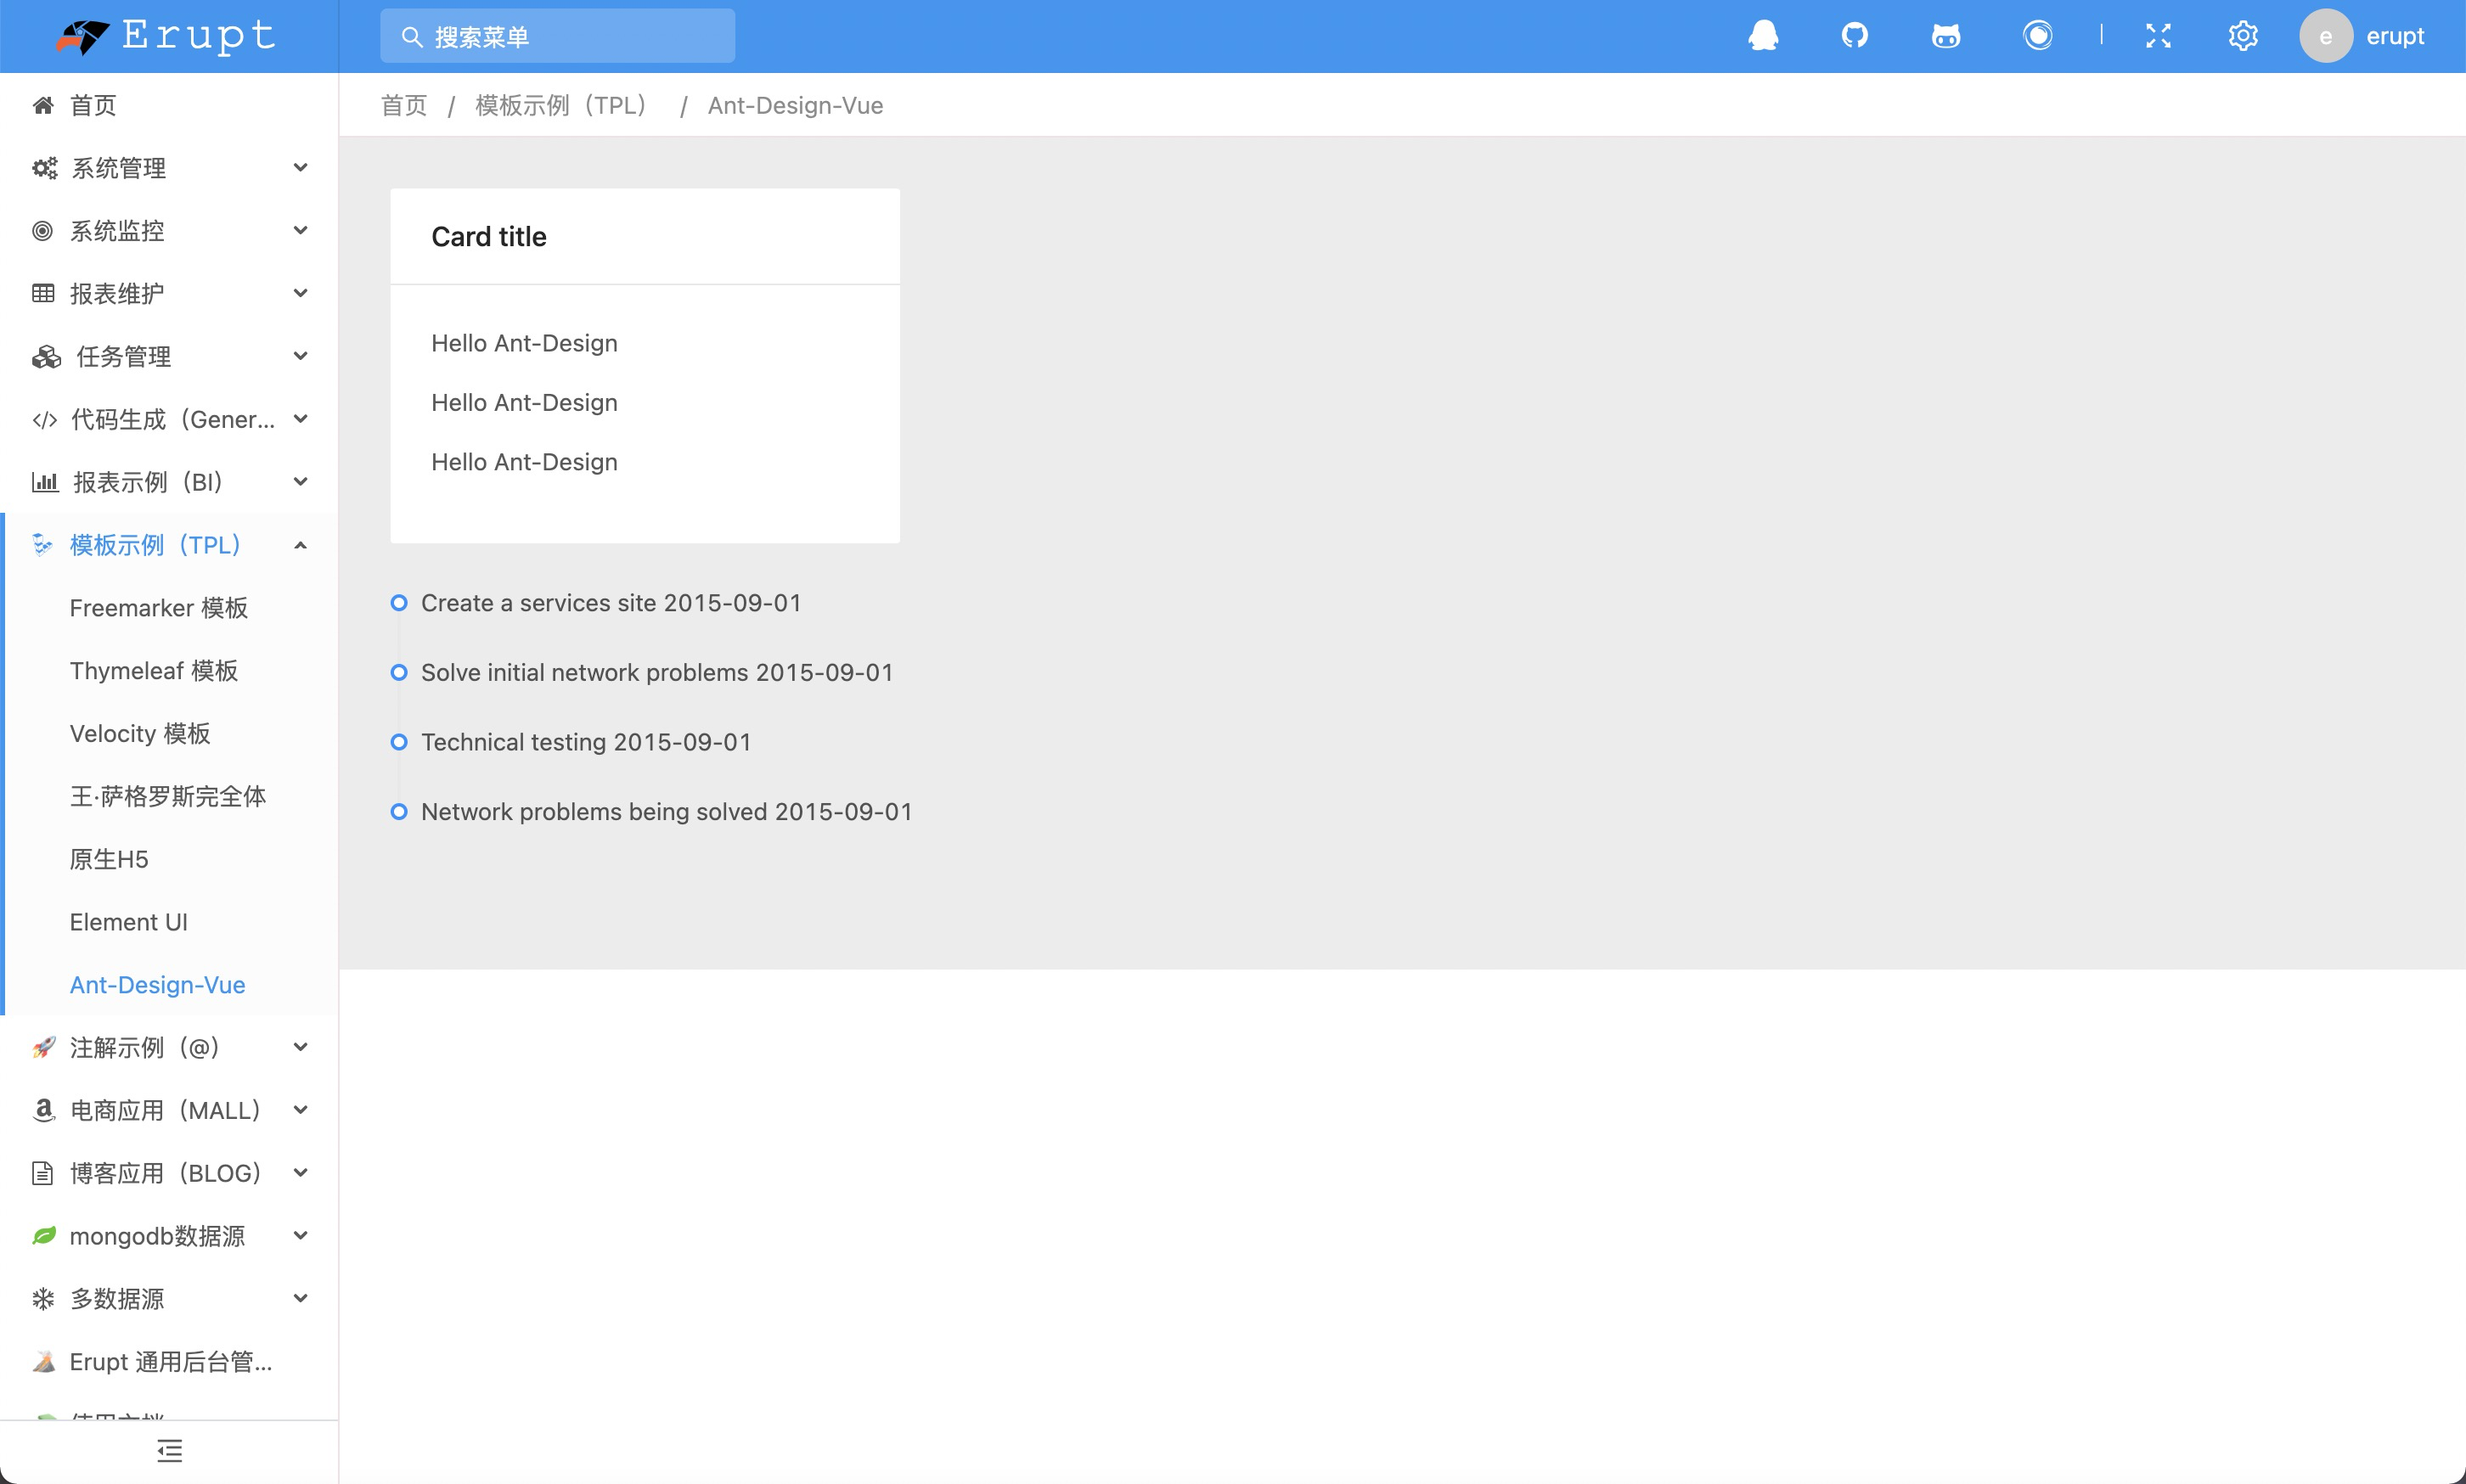 Erupt
搜索菜单
e
erupt
首页
系统管理
系统监控
报表维护
任务管理
代码生成（Gener...
报表示例（BI）
模板示例（TPL）
Freemarker 模板
Thymeleaf 模板
Velocity 模板
王·萨格罗斯完全体
原生H5
Element UI
Ant-Design-Vue
注解示例（@）
电商应用（MALL）
博客应用（BLOG）
mongodb数据源
多数据源
Erupt 通用后台管...
使用文档
首页 / 模板示例（TPL） / Ant-Design-Vue
Card title
Hello Ant-Design
Hello Ant-Design
Hello Ant-Design
Create a services site 2015-09-01
Solve initial network problems 2015-09-01
Technical testing 2015-09-01
Network problems being solved 2015-09-01